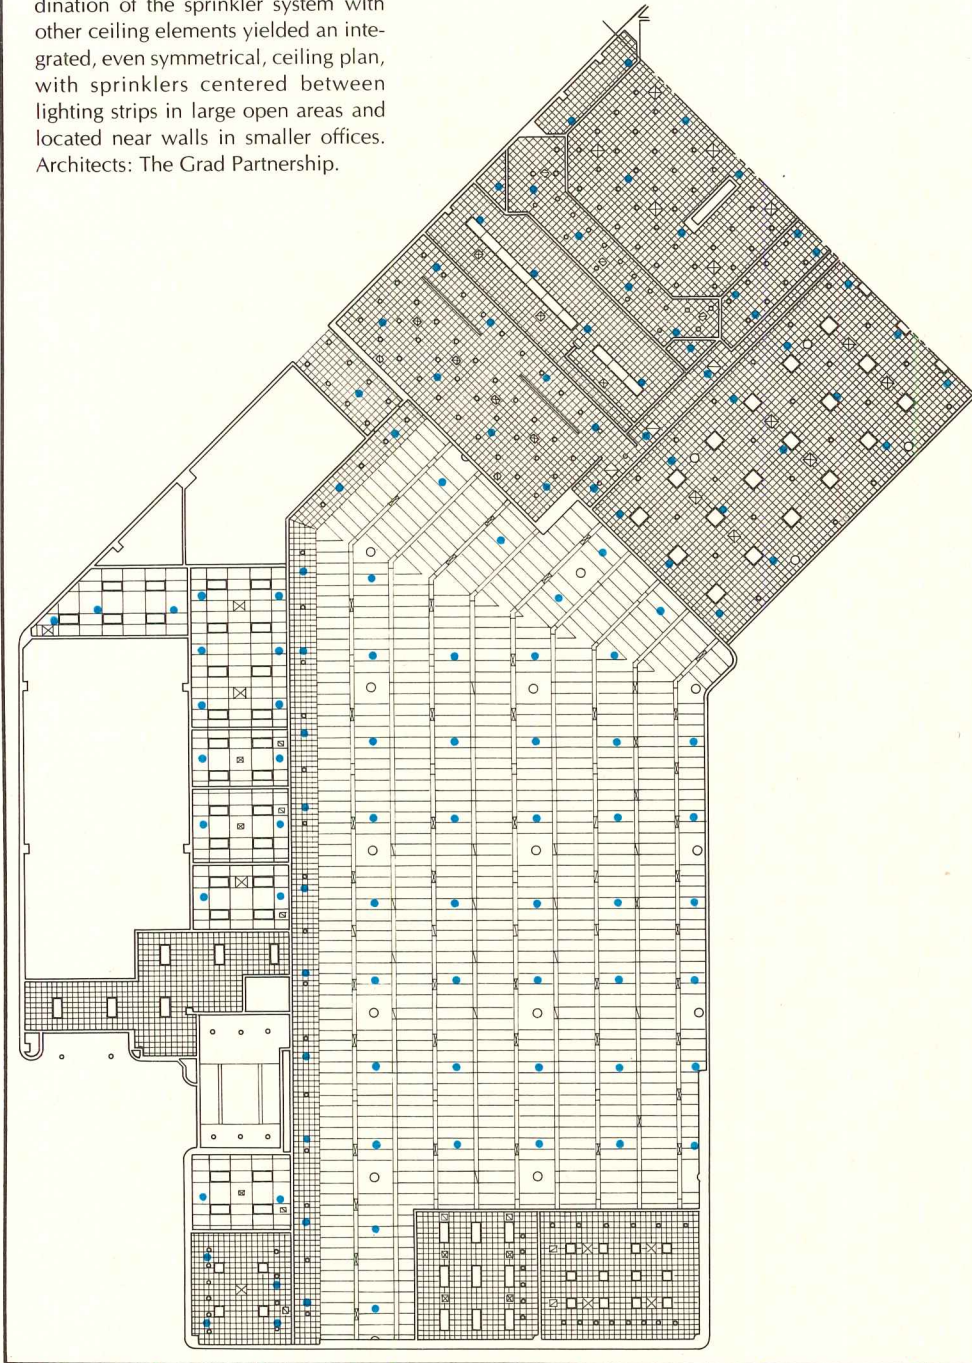 dination of the sprinkler system with
other ceiling elements yielded an inte-
grated, even symmetrical, ceiling plan,
with sprinklers centered between
lighting strips in large open areas and
located near walls in smaller offices.
Architects: The Grad Partnership.